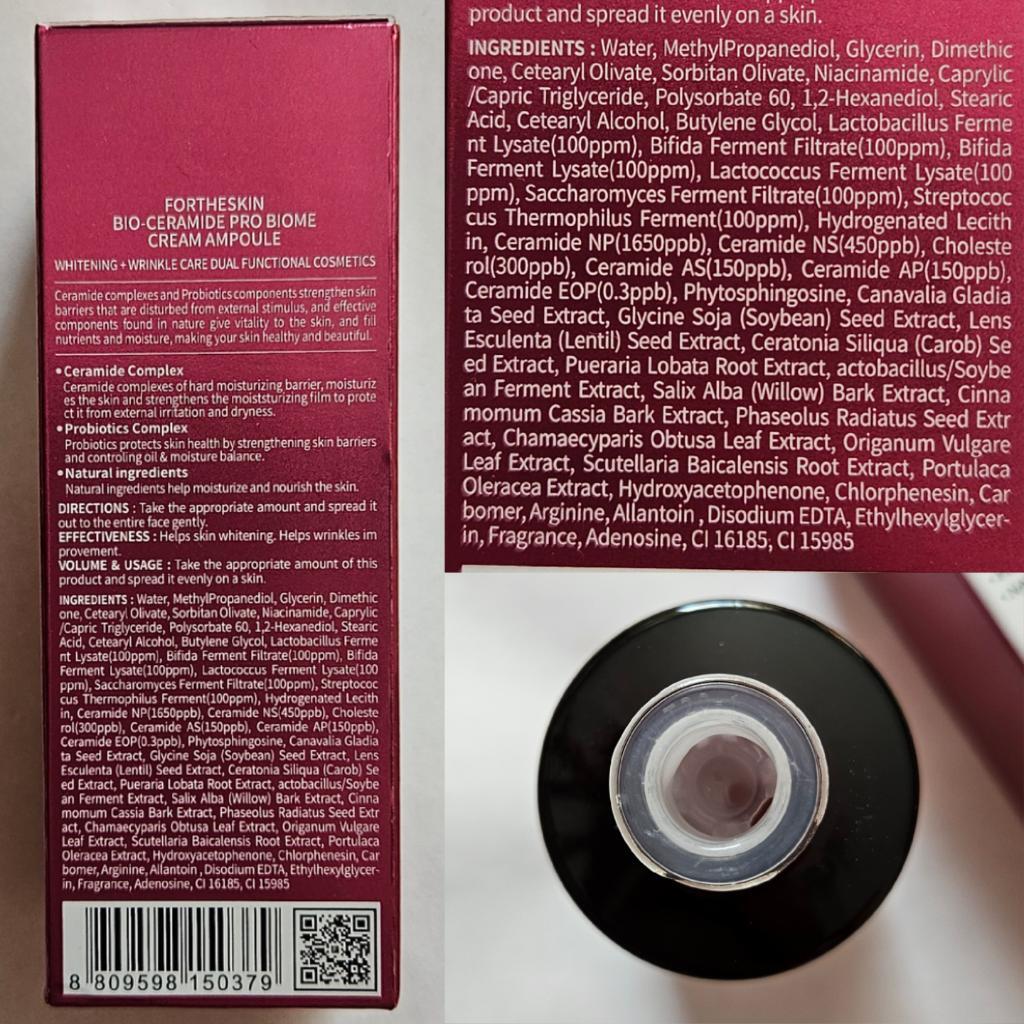 FORTHESKIN
BIO-CERAMIDE PRO BIOME
CREAM AMPOULE
WHITENING + WRINKLE CARE DUAL FUNCTIONAL COSMETICS
Ceramide complexes and Probiotics components strengthen skin
barriers that are disturbed from external stimulus, and effective
components found in nature give vitality to the skin, and fill
nutrients and moisture, making your skin healthy and beautiful.
• Ceramide Complex
Ceramide complexes of hard moisturizing barrier, moisturiz
es the skin and strengthens the moiststurizing film to prote
ct it from external irritation and dryness.
• Probiotics Complex
Probiotics protects skin health by strengthening skin barriers
and controling oil & moisture balance.
• Natural ingredients
Natural ingredients help moisturize and nourish the skin.
DIRECTIONS : Take the appropriate amount and spread it
out to the entire face gently.
EFFECTIVENESS : Helps skin whitening. Helps wrinkles im
provement.
VOLUME & USAGE : Take the appropriate amount of this
product and spread it evenly on a skin.
INGREDIENTS : Water, MethylPropanediol, Glycerin, Dimethic
one, Cetearyl Olivate, Sorbitan Olivate, Niacinamide, Caprylic
/Capric Triglyceride, Polysorbate 60, 1,2-Hexanediol, Stearic
Acid, Cetearyl Alcohol, Butylene Glycol, Lactobacillus Ferme
nt Lysate(100ppm), Bifida Ferment Filtrate(100ppm), Bifida
Ferment Lysate(100ppm), Lactococcus Ferment Lysate(100
ppm), Saccharomyces Ferment Filtrate(100ppm), Streptococ
cus Thermophilus Ferment(100ppm), Hydrogenated Lecith
in, Ceramide NP(1650ppb), Ceramide NS(450ppb), Choleste
rol(300ppb), Ceramide AS(150ppb), Ceramide AP(150ppb),
Ceramide EOP(0.3ppb), Phytosphingosine, Canavalia Gladia
ta Seed Extract, Glycine Soja (Soybean) Seed Extract, Lens
Esculenta (Lentil) Seed Extract, Ceratonia Siliqua (Carob) Se
ed Extract, Pueraria Lobata Root Extract, actobacillus/Soybe
an Ferment Extract, Salix Alba (Willow) Bark Extract, Cinna
momum Cassia Bark Extract, Phaseolus Radiatus Seed Extr
act, Chamaecyparis Obtusa Leaf Extract, Origanum Vulgare
Leaf Extract, Scutellaria Baicalensis Root Extract, Portulaca
Oleracea Extract, Hydroxyacetophenone, Chlorphenesin, Car
bomer, Arginine, Allantoin , Disodium EDTA, Ethylhexylglycer-
in, Fragrance, Adenosine, CI 16185, CI 15985
8 809598 150379
product and spread it evenly on a skin.
INGREDIENTS : Water, MethylPropanediol, Glycerin, Dimethic
one, Cetearyl Olivate, Sorbitan Olivate, Niacinamide, Caprylic
/Capric Triglyceride, Polysorbate 60, 1,2-Hexanediol, Stearic
Acid, Cetearyl Alcohol, Butylene Glycol, Lactobacillus Ferme
nt Lysate(100ppm), Bifida Ferment Filtrate(100ppm), Bifida
Ferment Lysate(100ppm), Lactococcus Ferment Lysate(100
ppm), Saccharomyces Ferment Filtrate(100ppm), Streptococ
cus Thermophilus Ferment(100ppm), Hydrogenated Lecith
in, Ceramide NP(1650ppb), Ceramide NS(450ppb), Choleste
rol(300ppb), Ceramide AS(150ppb), Ceramide AP(150ppb),
Ceramide EOP(0.3ppb), Phytosphingosine, Canavalia Gladia
ta Seed Extract, Glycine Soja (Soybean) Seed Extract, Lens
Esculenta (Lentil) Seed Extract, Ceratonia Siliqua (Carob) Se
ed Extract, Pueraria Lobata Root Extract, actobacillus/Soybe
an Ferment Extract, Salix Alba (Willow) Bark Extract, Cinna
momum Cassia Bark Extract, Phaseolus Radiatus Seed Extr
act, Chamaecyparis Obtusa Leaf Extract, Origanum Vulgare
Leaf Extract, Scutellaria Baicalensis Root Extract, Portulaca
Oleracea Extract, Hydroxyacetophenone, Chlorphenesin, Car
bomer, Arginine, Allantoin , Disodium EDTA, Ethylhexylglycer-
in, Fragrance, Adenosine, CI 16185, CI 15985